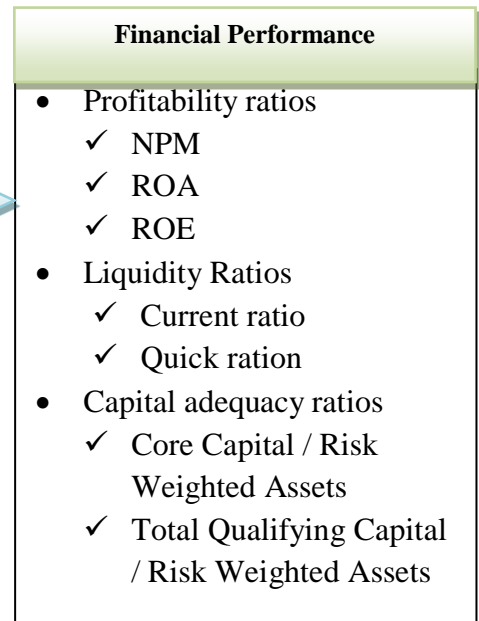 Financial Performance
• Profitability ratios
✓ NPM
✓ ROA
✓ ROE
• Liquidity Ratios
✓ Current ratio
✓ Quick ration
• Capital adequacy ratios
✓ Core Capital / Risk
Weighted Assets
✓ Total Qualifying Capital
/ Risk Weighted Assets